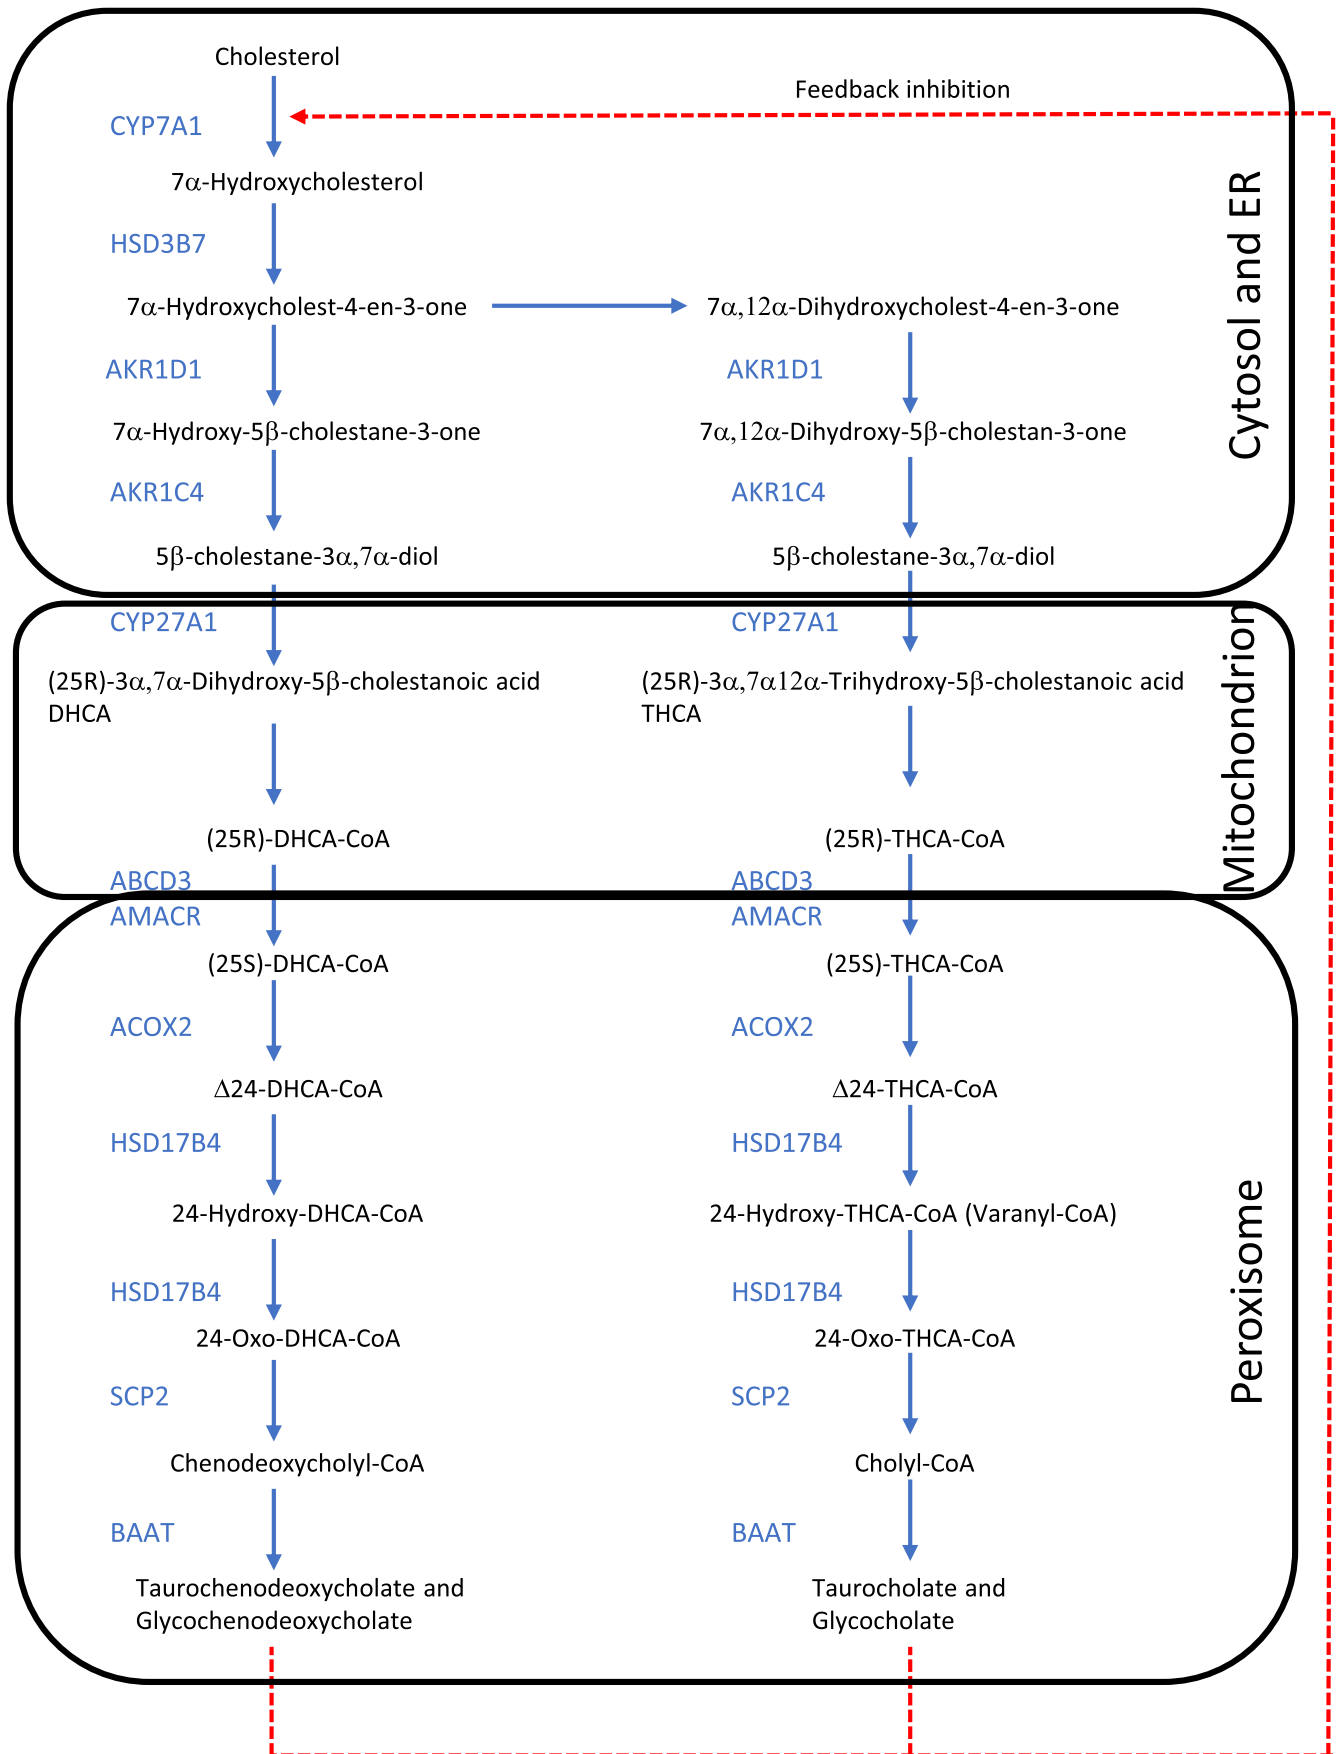 Cholesterol
Feedback inhibition
CYP7A1
7α-Hydroxycholesterol
HSD3B7
7α-Hydroxycholest-4-en-3-one
7α,12α-Dihydroxycholest-4-en-3-one
AKR1D1
AKR1D1
7α-Hydroxy-5β-cholestane-3-one
7α,12α-Dihydroxy-5β-cholestan-3-one
AKR1C4
AKR1C4
5β-cholestane-3α,7α-diol
5β-cholestane-3α,7α-diol
Cytosol and ER
CYP27A1
CYP27A1
(25R)-3α,7α-Dihydroxy-5β-cholestanoic acid
DHCA
(25R)-3α,7α12α-Trihydroxy-5β-cholestanoic acid
THCA
(25R)-DHCA-CoA
(25R)-THCA-CoA
Mitochondrion
ABCD3
ABCD3
AMACR
AMACR
(25S)-DHCA-CoA
(25S)-THCA-CoA
ACOX2
ACOX2
Δ24-DHCA-CoA
Δ24-THCA-CoA
HSD17B4
HSD17B4
24-Hydroxy-DHCA-CoA
24-Hydroxy-THCA-CoA (Varanyl-CoA)
HSD17B4
HSD17B4
24-Oxo-DHCA-CoA
24-Oxo-THCA-CoA
SCP2
SCP2
Chenodeoxycholyl-CoA
Cholyl-CoA
BAAT
BAAT
Taurochenodeoxycholate and
Glycochenodeoxycholate
Taurocholate and
Glycocholate
Peroxisome